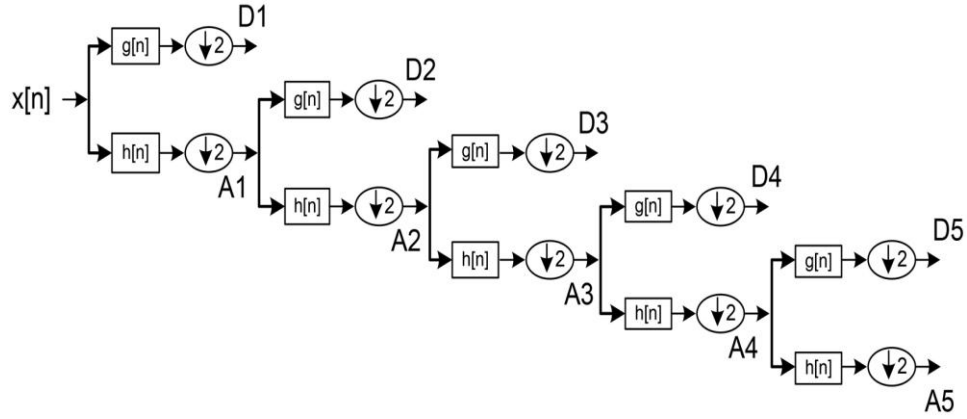 D1
g[n] ↓2
x[n]
D2
g[n] ↓2
h[n] ↓2
A1
D3
g[n] ↓2
h[n] ↓2
A2
D4
g[n] ↓2
h[n] ↓2
A3
D5
g[n] ↓2
h[n] ↓2
A4
h[n] ↓2
A5